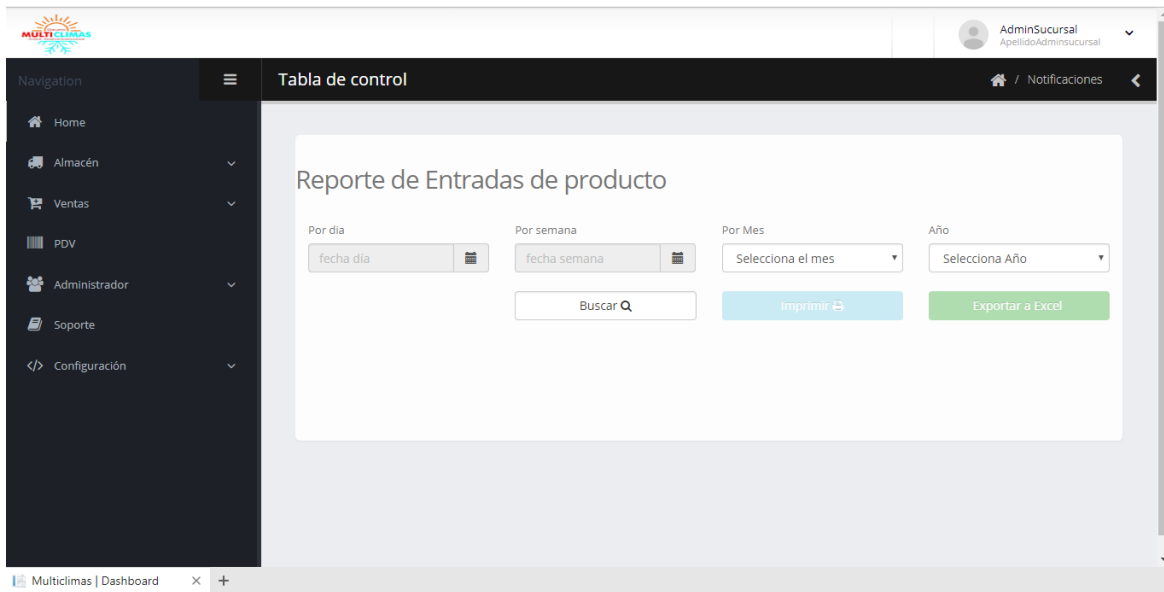 MULTICLIMAS
AdminSucursal
ApellidoAdminsucursal
Navigation
Tabla de control
/ Notificaciones
Home
Almacén
Ventas
PDV
Administrador
Soporte
Configuración
Reporte de Entradas de producto
Por dia
Por semana
Por Mes
Año
fecha día
fecha semana
Selecciona el mes
Selecciona Año
Buscar
Imprimir
Exportar a Excel
Multiclimas | Dashboard